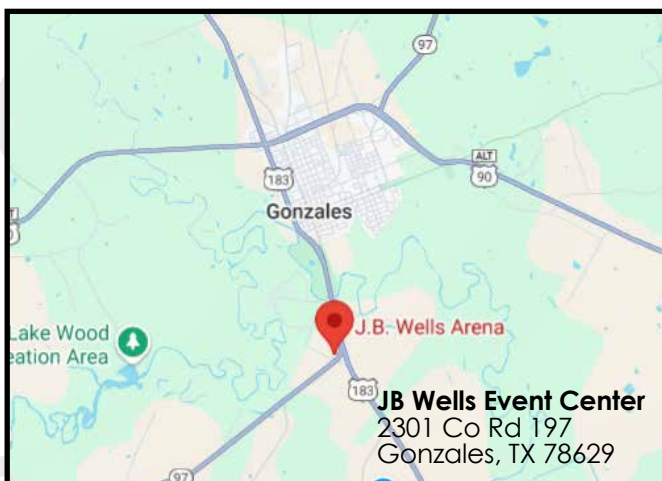 97
ALT
90
183
Gonzales
J.B. Wells Arena
Lake Wood
eation Area
183
JB Wells Event Center
2301 Co Rd 197
Gonzales, TX 78629
97